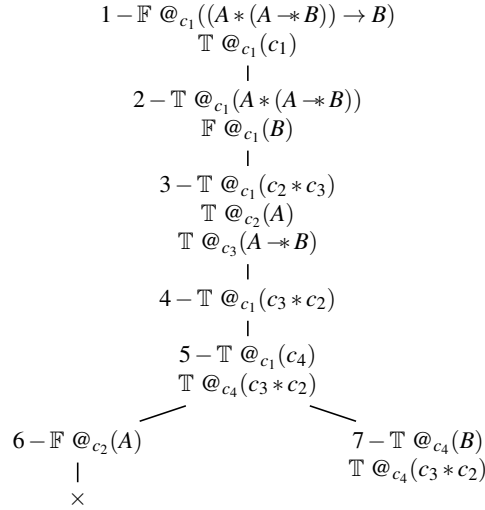 1 − 𝔽 @c₁((A ∗ (A −∗ B)) → B)
𝕋 @c₁(c₁)
2 − 𝕋 @c₁(A ∗ (A −∗ B))
𝔽 @c₁(B)
3 − 𝕋 @c₁(c₂ ∗ c₃)
𝕋 @c₂(A)
𝕋 @c₃(A −∗ B)
4 − 𝕋 @c₁(c₃ ∗ c₂)
5 − 𝕋 @c₁(c₄)
𝕋 @c₄(c₃ ∗ c₂)
6 − 𝔽 @c₂(A)
7 − 𝕋 @c₄(B)
𝕋 @c₄(c₃ ∗ c₂)
×